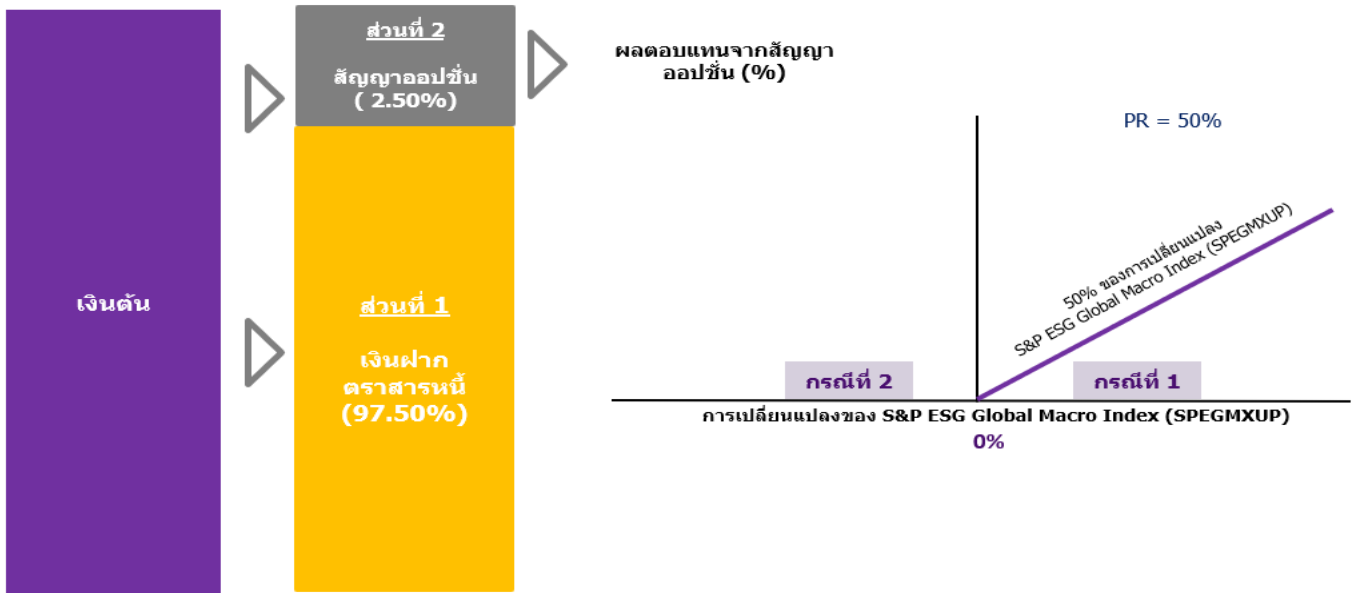 เงินต้น
ส่วนที่ 2
สัญญาออปชั่น
( 2.50%)
ส่วนที่ 1
เงินฝาก
ตราสารหนี้
(97.50%)
ผลตอบแทนจากสัญญา
ออปชั่น (%)
PR = 50%
50% ของการเปลี่ยนแปลง
S&P ESG Global Macro Index (SPEGMXUP)
กรณีที่ 2
กรณีที่ 1
การเปลี่ยนแปลงของ S&P ESG Global Macro Index (SPEGMXUP)
0%